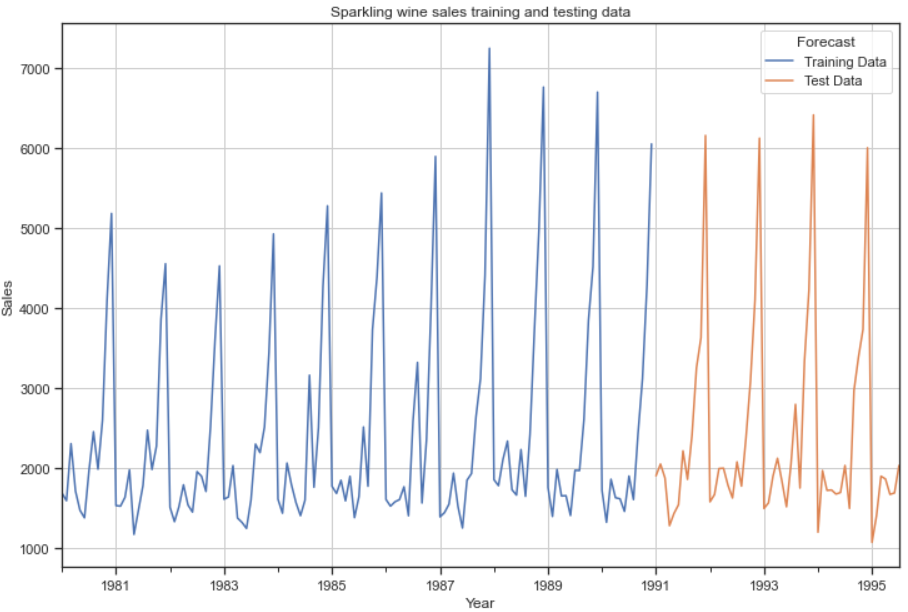 Sparkling wine sales training and testing data
Forecast
Training Data
Test Data
7000
6000
5000
4000
3000
2000
1000
Sales
1981
1983
1985
1987
1989
1991
1993
1995
Year